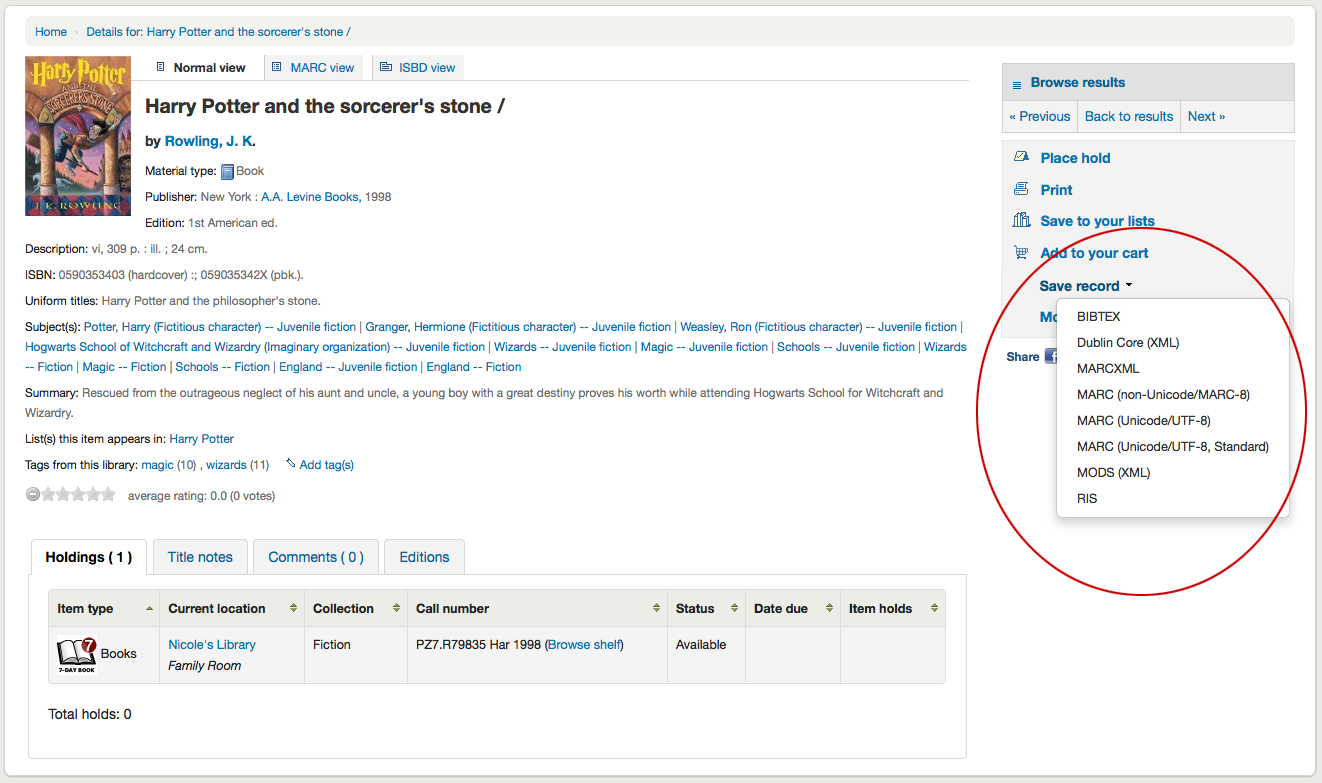 Home › Details for: Harry Potter and the sorcerer's stone /
Harry Potter
AND THE
SORCERER'S STONE
J.K. ROWLING
Normal view
MARC view
ISBD view
Harry Potter and the sorcerer's stone /
by Rowling, J. K.
Material type: Book
Publisher: New York : A.A. Levine Books, 1998
Edition: 1st American ed.
Description: vi, 309 p. : ill. ; 24 cm.
ISBN: 0590353403 (hardcover) :; 059035342X (pbk.).
Uniform titles: Harry Potter and the philosopher's stone.
Subject(s): Potter, Harry (Fictitious character) -- Juvenile fiction | Granger, Hermione (Fictitious character) -- Juvenile fiction | Weasley, Ron (Fictitious character) -- Juvenile fiction |
Hogwarts School of Witchcraft and Wizardry (Imaginary organization) -- Juvenile fiction | Wizards -- Juvenile fiction | Magic -- Juvenile fiction | Schools -- Juvenile fiction | Wizards
-- Fiction | Magic -- Fiction | Schools -- Fiction | England -- Juvenile fiction | England -- Fiction
Summary: Rescued from the outrageous neglect of his aunt and uncle, a young boy with a great destiny proves his worth while attending Hogwarts School for Witchcraft and
Wizardry.
List(s) this item appears in: Harry Potter
Tags from this library: magic (10) , wizards (11) Add tag(s)
average rating: 0.0 (0 votes)
Browse results
« Previous
Back to results
Next »
Place hold
Print
Save to your lists
Add to your cart
Save record
Mo
BIBTEX
Dublin Core (XML)
MARCXML
MARC (non-Unicode/MARC-8)
MARC (Unicode/UTF-8)
MARC (Unicode/UTF-8, Standard)
MODS (XML)
RIS
Share f
Holdings ( 1 )
Title notes
Comments ( 0 )
Editions
Item type
Current location
Collection
Call number
Status
Date due
Item holds
7
7-DAY BOOK
Books
Nicole's Library
Family Room
Fiction
PZ7.R79835 Har 1998 (Browse shelf)
Available
Total holds: 0